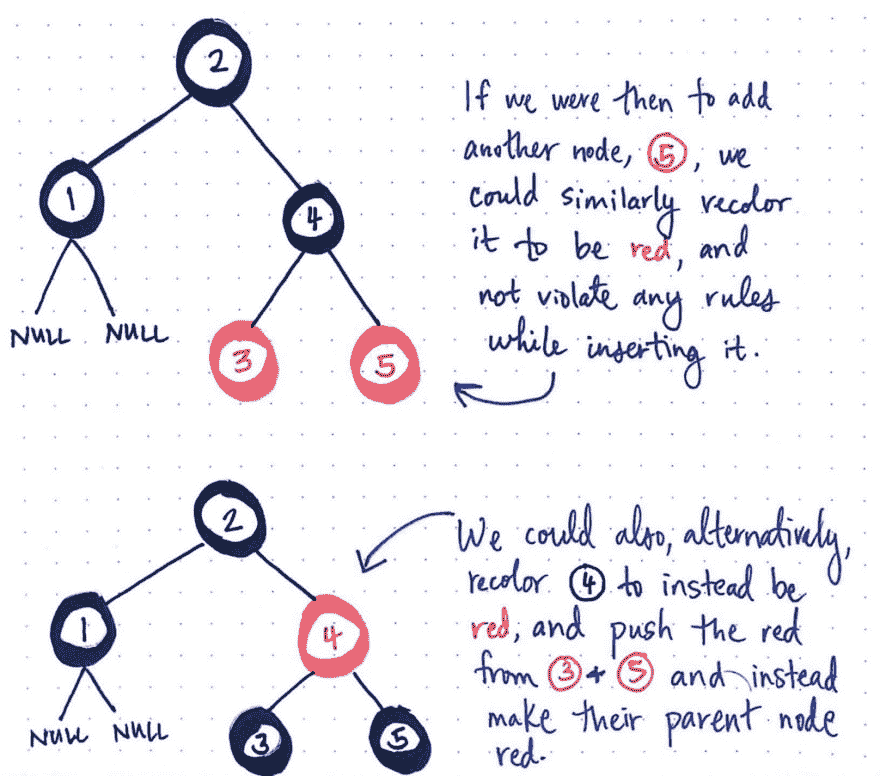 2
1
4
NULL NULL
3
5
If we were then to add
another node, 5, we
could similarly recolor
it to be red, and
not violate any rules
while inserting it.
2
1
4
NULL NULL
3
5
We could also, alternatively,
recolor 4 to instead be
red, and push the red
from 3 + 5 and instead
make their parent node
red.